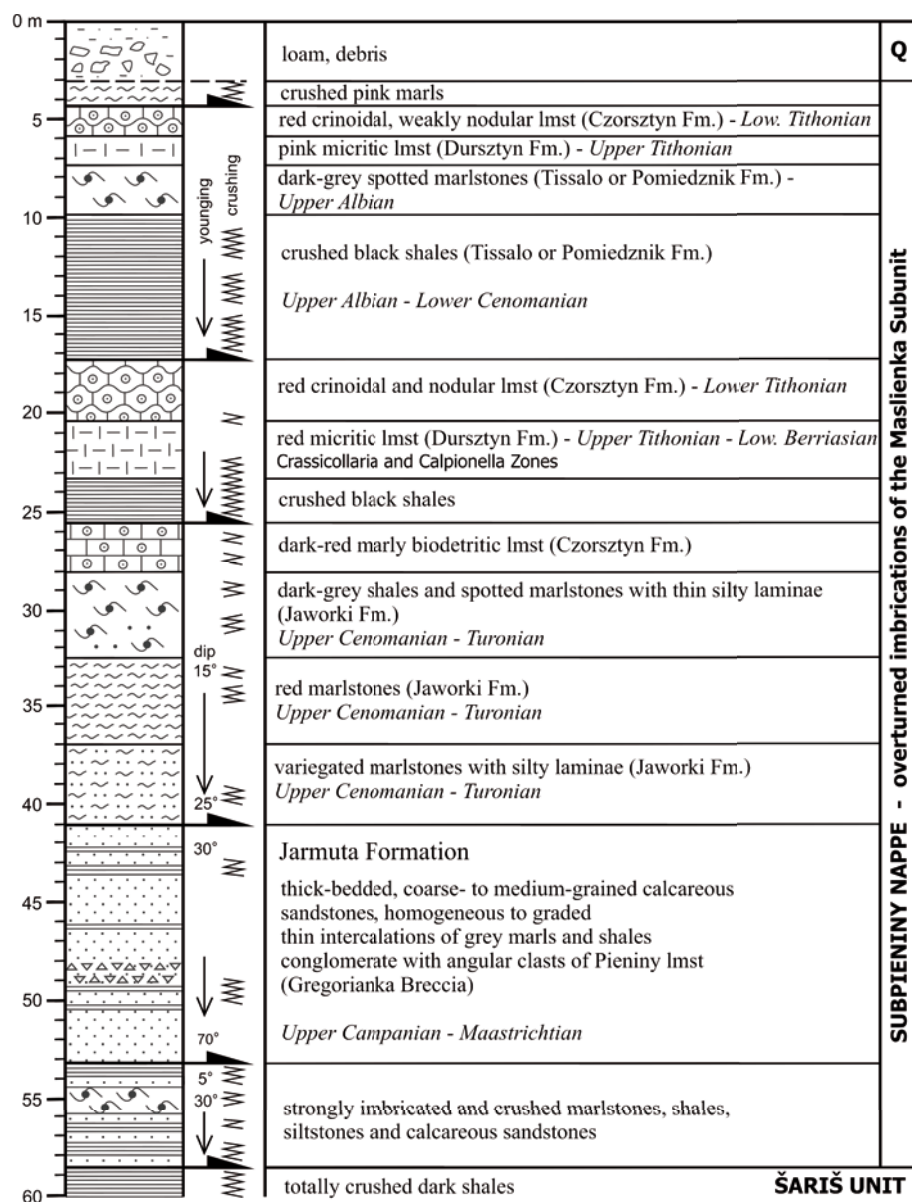 0 m
5
10
15
20
25
30
35
40
45
50
55
60
younging
crushing
dip
15°
25°
30°
70°
5°
30°
loam, debris
crushed pink marls
red crinoidal, weakly nodular lmst (Czorsztyn Fm.) - Low. Tithonian
pink micritic lmst (Dursztyn Fm.) - Upper Tithonian
dark-grey spotted marlstones (Tissalo or Pomiedznik Fm.) -
Upper Albian
crushed black shales (Tissalo or Pomiedznik Fm.)
Upper Albian - Lower Cenomanian
red crinoidal and nodular lmst (Czorsztyn Fm.) - Lower Tithonian
red micritic lmst (Dursztyn Fm.) - Upper Tithonian - Low. Berriasian
Crassicollaria and Calpionella Zones
crushed black shales
dark-red marly biodetritic lmst (Czorsztyn Fm.)
dark-grey shales and spotted marlstones with thin silty laminae
(Jaworki Fm.)
Upper Cenomanian - Turonian
red marlstones (Jaworki Fm.)
Upper Cenomanian - Turonian
variegated marlstones with silty laminae (Jaworki Fm.)
Upper Cenomanian - Turonian
Jarmuta Formation
thick-bedded, coarse- to medium-grained calcareous
sandstones, homogeneous to graded
thin intercalations of grey marls and shales
conglomerate with angular clasts of Pieniny lmst
(Gregorianka Breccia)
Upper Campanian - Maastrichtian
strongly imbricated and crushed marlstones, shales,
siltstones and calcareous sandstones
totally crushed dark shales
ŠARIŠ UNIT
Q
SUBPIENINY NAPPE - overturned imbrications of the Maslienka Subunit